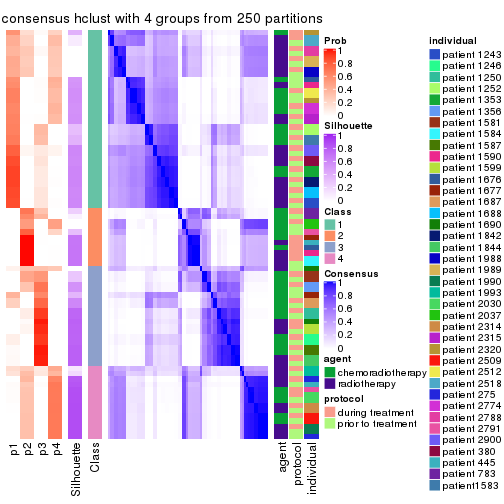 consensus hclust with 4 groups from 250 partitions
Prob
1
0.8
0.6
0.4
0.2
0
Silhouette
1
0.8
0.6
0.4
0.2
0
Class
1
2
3
4
Consensus
1
0.8
0.6
0.4
0.2
0
agent
chemoradiotherapy
radiotherapy
protocol
during treatment
prior to treatment
individual
patient 1243
patient 1246
patient 1250
patient 1252
patient 1353
patient 1356
patient 1581
patient 1584
patient 1587
patient 1590
patient 1599
patient 1676
patient 1677
patient 1687
patient 1688
patient 1690
patient 1842
patient 1844
patient 1988
patient 1989
patient 1990
patient 1993
patient 2030
patient 2037
patient 2314
patient 2315
patient 2320
patient 2509
patient 2512
patient 2518
patient 275
patient 2774
patient 2788
patient 2791
patient 2900
patient 380
patient 445
patient 783
patient1583
p1
p2
p3
p4
Silhouette
Class
agent
protocol
individual